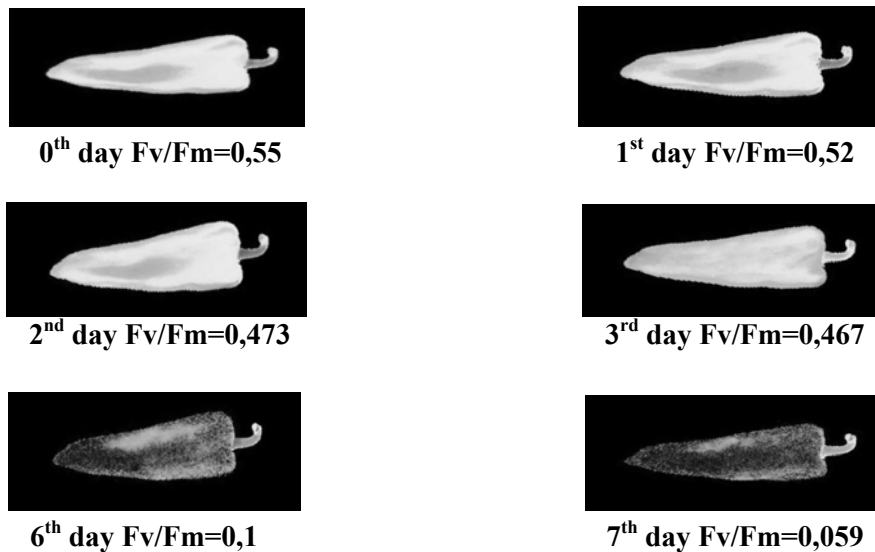 0th day Fv/Fm=0,55
1st day Fv/Fm=0,52
2nd day Fv/Fm=0,473
3rd day Fv/Fm=0,467
6th day Fv/Fm=0,1
7th day Fv/Fm=0,059